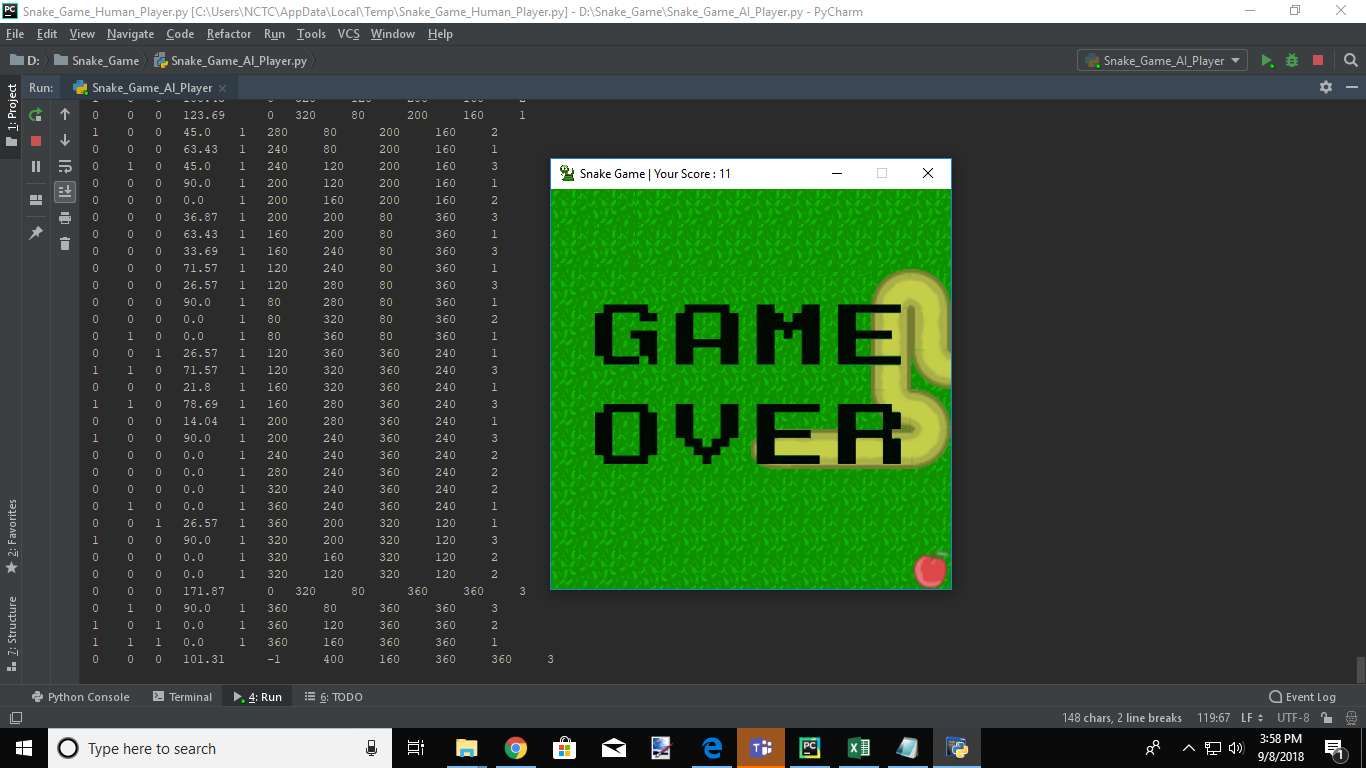 Snake_Game_Human_Player.py [C:\Users\NCTC\AppData\Local\Temp\Snake_Game_Human_Player.py] - D:\Snake_Game\Snake_Game_AI_Player.py - PyCharm
File Edit View Navigate Code Refactor Run Tools VCS Window Help
D: Snake_Game Snake_Game_AI_Player.py Snake_Game_AI_Player
Run: Snake_Game_AI_Player
1: Project
0 0 0 123.69 0 320 80 200 160 1
1 0 0 45.0 1 280 80 200 160 2
0 0 0 63.43 1 240 80 200 160 1
0 1 0 45.0 1 240 120 200 160 3
0 0 0 90.0 1 200 120 200 160 1
0 0 0 0.0 1 200 160 200 160 2
0 0 0 36.87 1 200 200 80 360 3
0 0 0 63.43 1 160 200 80 360 1
0 0 0 33.69 1 160 240 80 360 3
0 0 0 71.57 1 120 240 80 360 1
0 0 0 26.57 1 120 280 80 360 3
0 0 0 90.0 1 80 280 80 360 1
0 0 0 0.0 1 80 320 80 360 2
0 1 0 0.0 1 80 360 80 360 1
0 0 1 26.57 1 120 360 360 240 1
1 1 0 71.57 1 120 320 360 240 3
0 0 0 21.8 1 160 320 360 240 1
1 1 0 78.69 1 160 280 360 240 3
0 0 0 14.04 1 200 280 360 240 1
1 0 0 90.0 1 200 240 360 240 3
0 0 0 0.0 1 240 240 360 240 2
0 0 0 0.0 1 280 240 360 240 2
0 0 0 0.0 1 320 240 360 240 2
0 1 0 0.0 1 360 240 360 240 1
0 0 1 26.57 1 360 200 320 120 1
1 0 0 90.0 1 320 200 320 120 3
0 0 0 0.0 1 320 160 320 120 2
0 0 0 0.0 1 320 120 320 120 2
0 0 0 171.87 0 320 80 360 360 3
0 1 0 90.0 1 360 80 360 360 3
1 0 1 0.0 1 360 120 360 360 2
1 1 1 0.0 1 360 160 360 360 1
0 0 0 101.31 -1 400 160 360 360 3
Snake Game | Your Score : 11
GAME
OVER
2: Favorites
7: Structure
Python Console Terminal 4: Run 6: TODO Event Log
148 chars, 2 line breaks 119:67 LF UTF-8
Type here to search
3:58 PM
9/8/2018
1